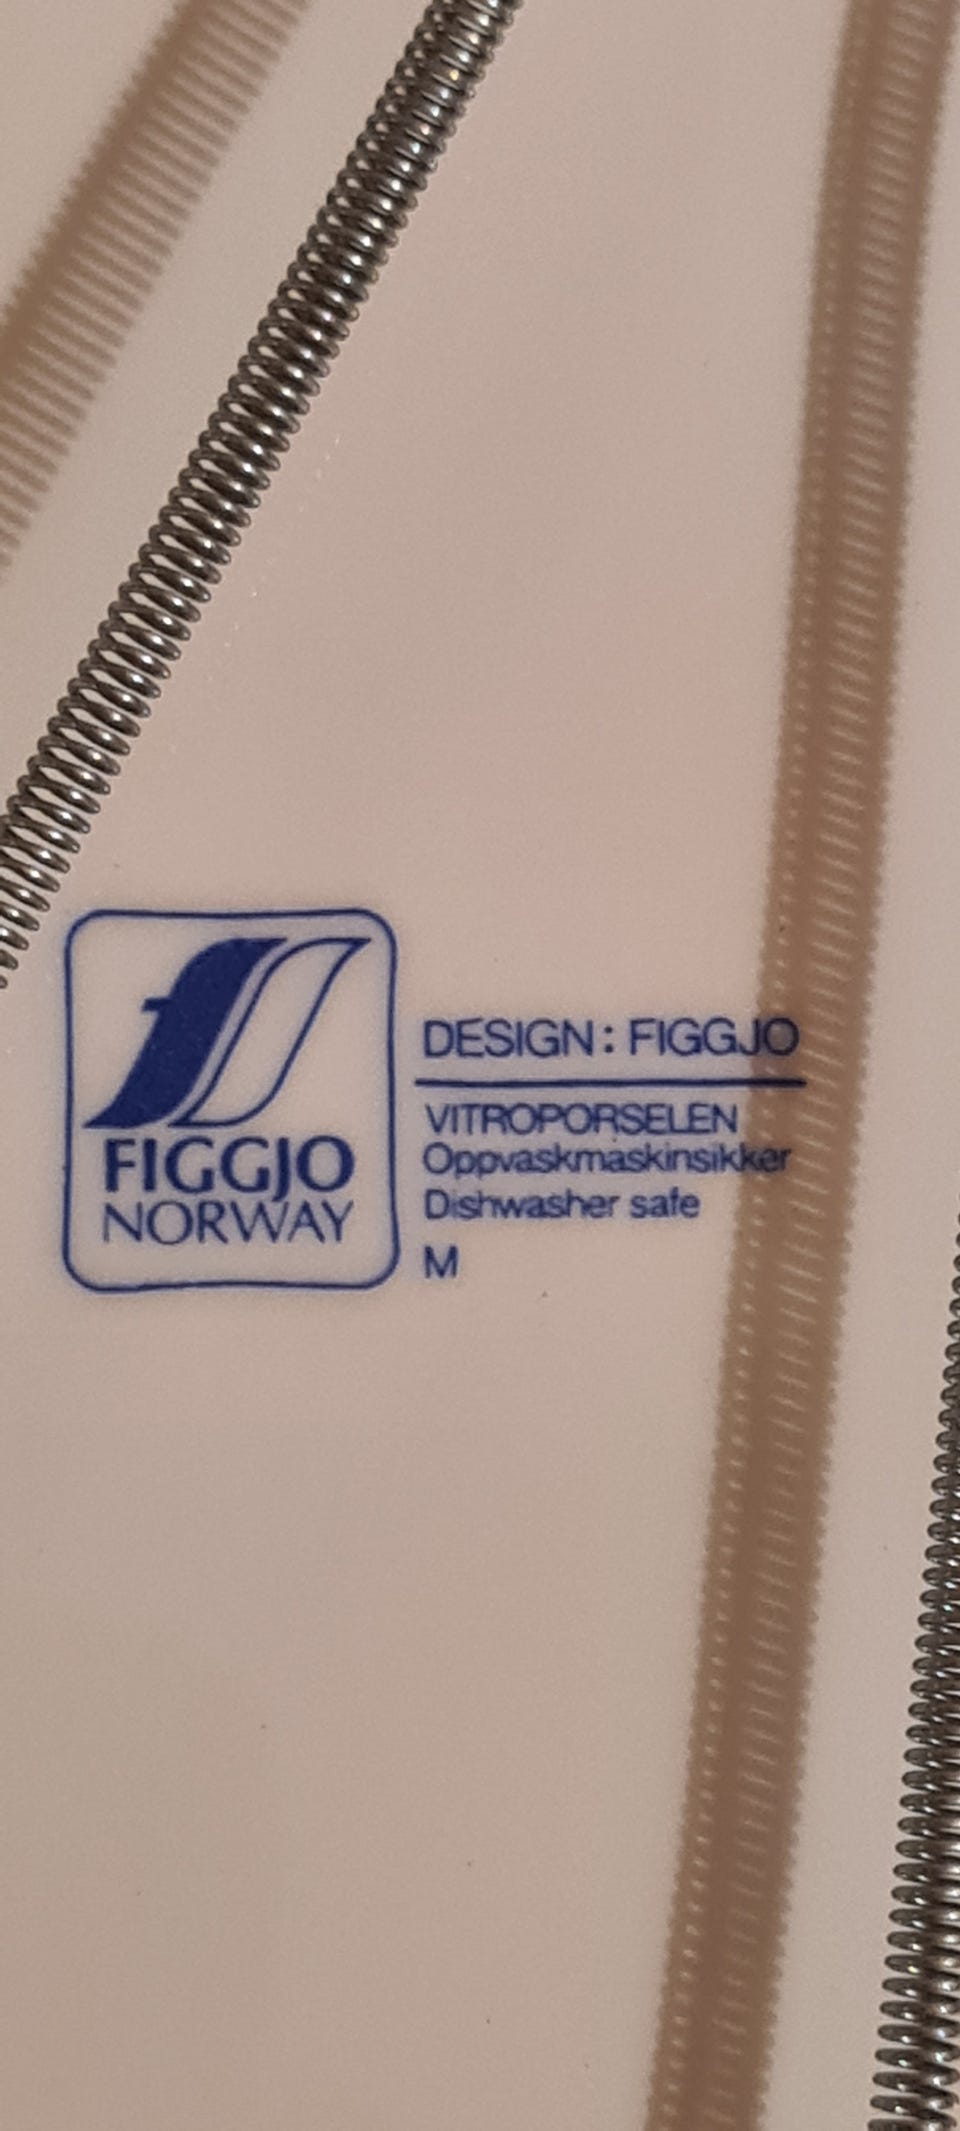 FIGGJO
NORWAY
DESIGN: FIGGJO
VITROPORSELEN
Oppvaskmaskinsikker
Dishwasher safe
M